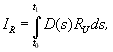 I_R = ∫_{t_0}^{t_1} D(s) R_U ds,